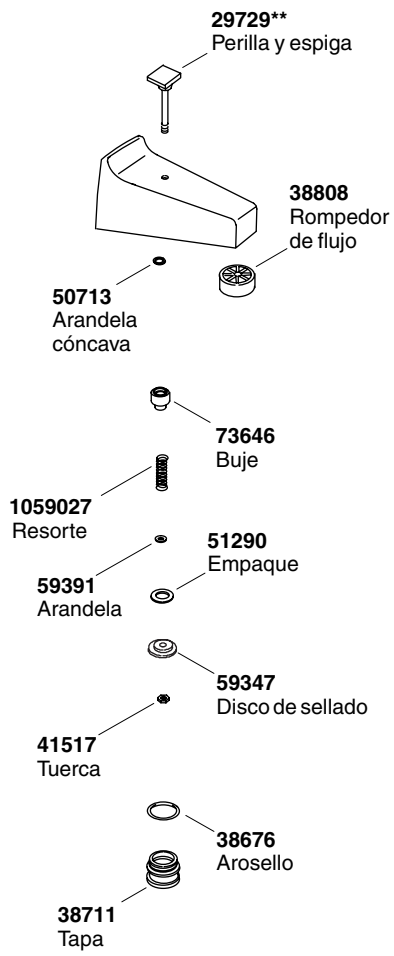 29729**
Perilla y espiga
38808
Rompedor
de flujo
50713
Arandela
cóncava
73646
Buje
1059027
Resorte
51290
Empaque
59391
Arandela
59347
Disco de sellado
41517
Tuerca
38676
Arosello
38711
Tapa